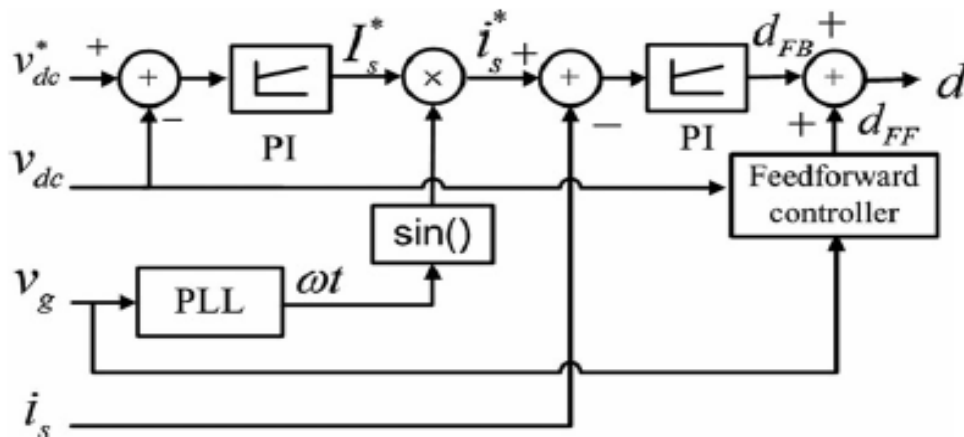 v*dc + + − PI I*s × i*s + + − PI dFB + + + dFF d
vdc
Feedforward
controller
sin()
vg PLL ωt
is